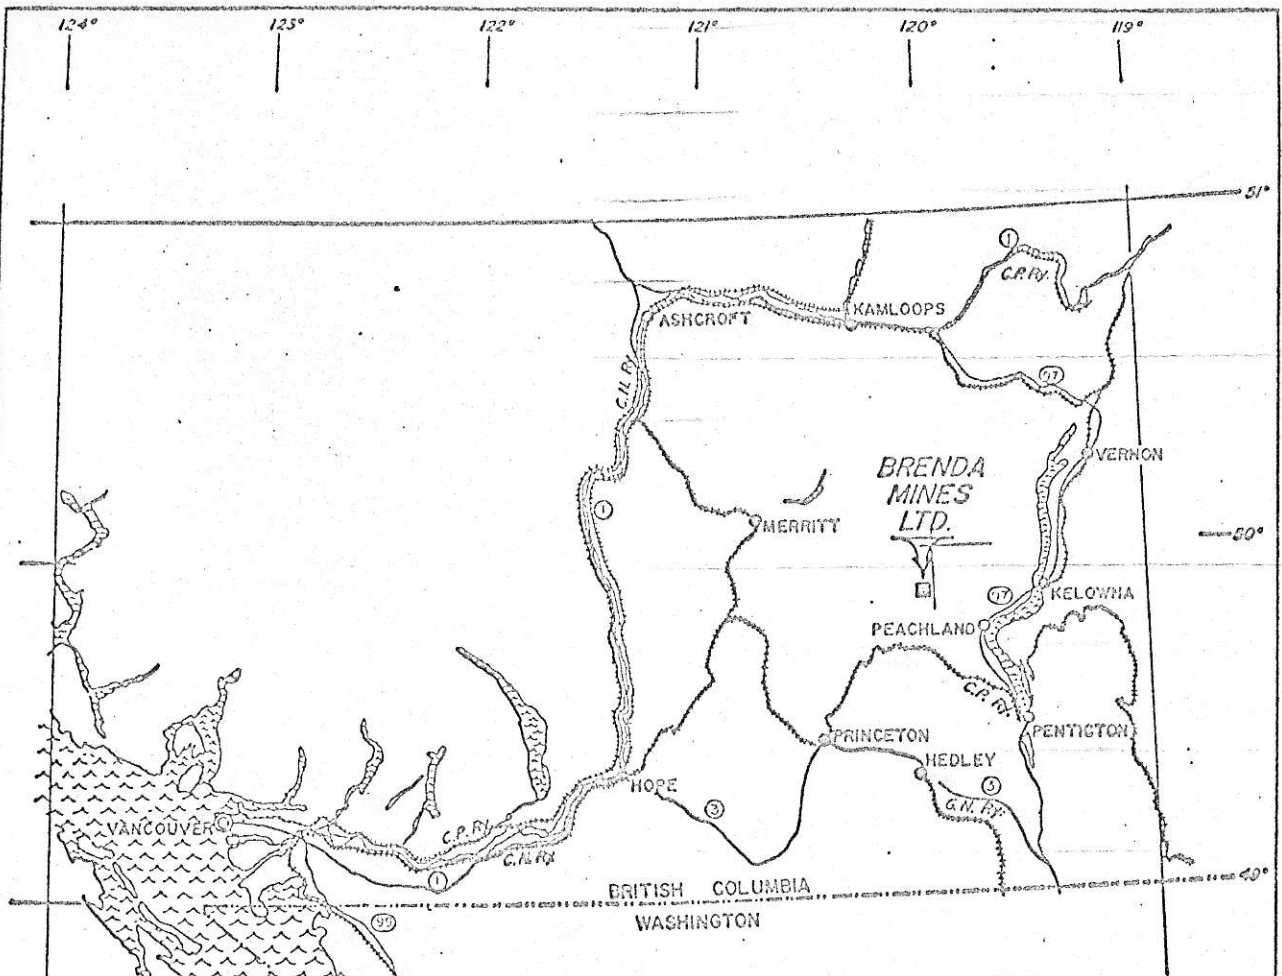 124° 123° 122° 121° 120° 119°
51°
1
C.P. Ry.
KAMLOOPS
ASHCROFT
C.N. Ry.
97
VERNON
BRENDA
MINES
LTD.
1
MERRITT
50°
97
KELOWNA
PEACHLAND
C.P. Ry.
PENTICTON
PRINCETON
HEDLEY
HOPE
3
3
G.N. Ry.
VANCOUVER
C.P. Ry.
C.N. Ry.
1
49°
BRITISH COLUMBIA
WASHINGTON
99